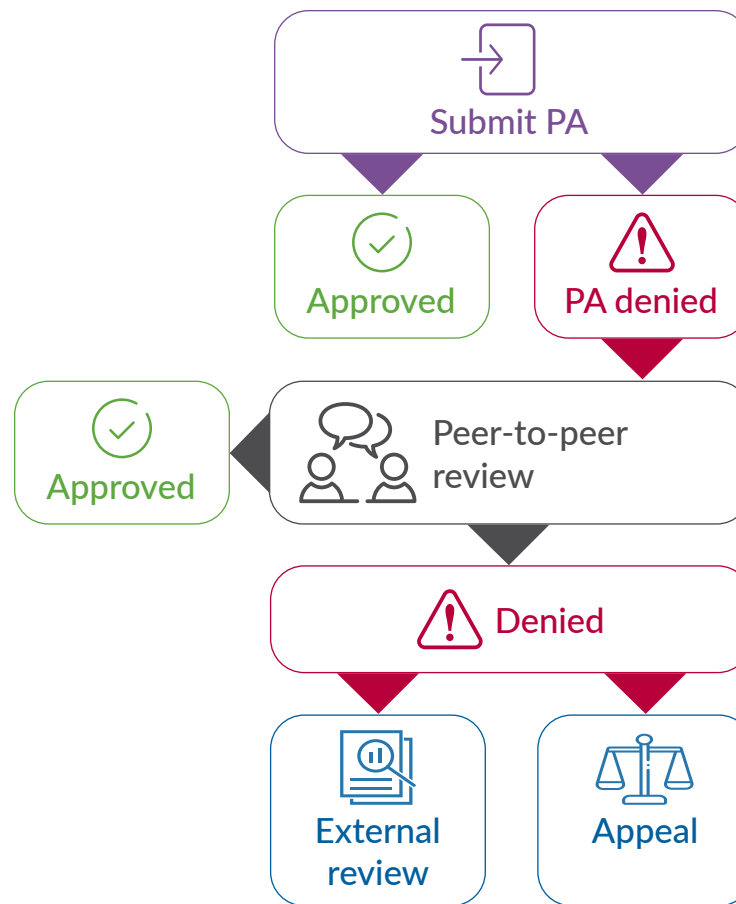 Submit PA
Approved
PA denied
Approved
Peer-to-peer
review
Denied
External
review
Appeal